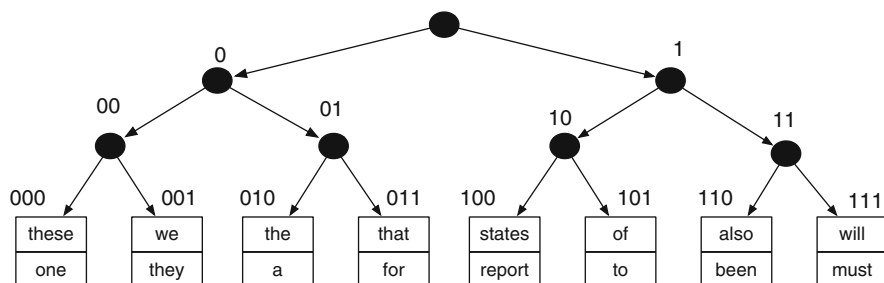 0 1
00 01 10 11
000 001 010 011 100 101 110 111
these we the that states of also will
one they a for report to been must